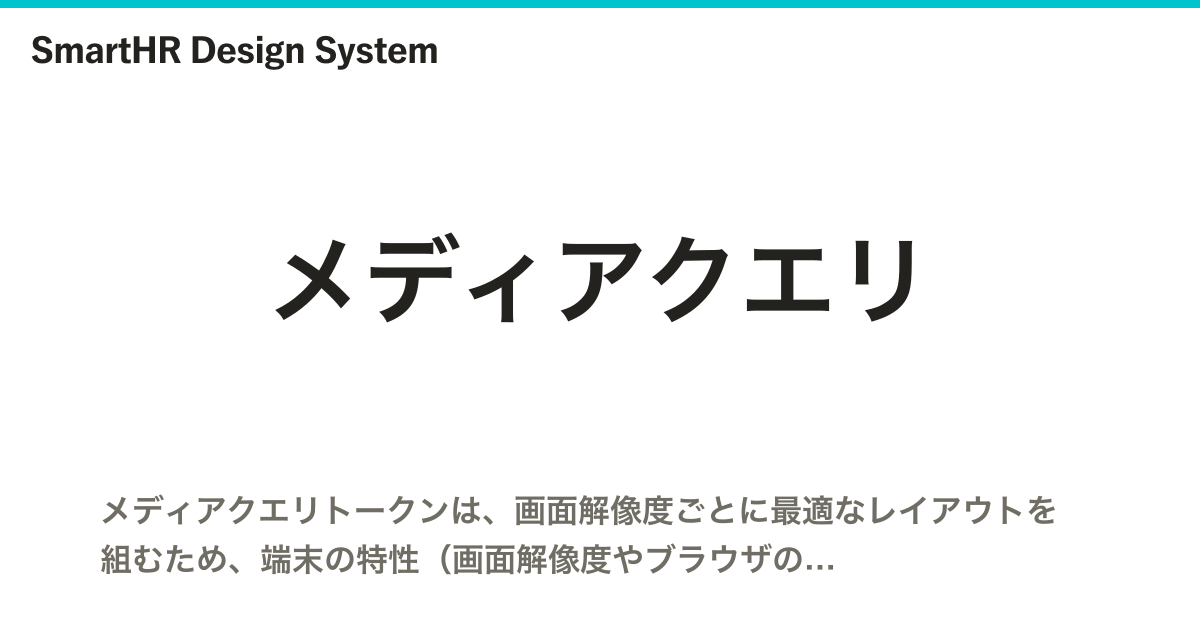 SmartHR Design System
メディアクエリ
メディアクエリトークンは、画面解像度ごとに最適なレイアウトを
組むため、端末の特性（画面解像度やブラウザの...